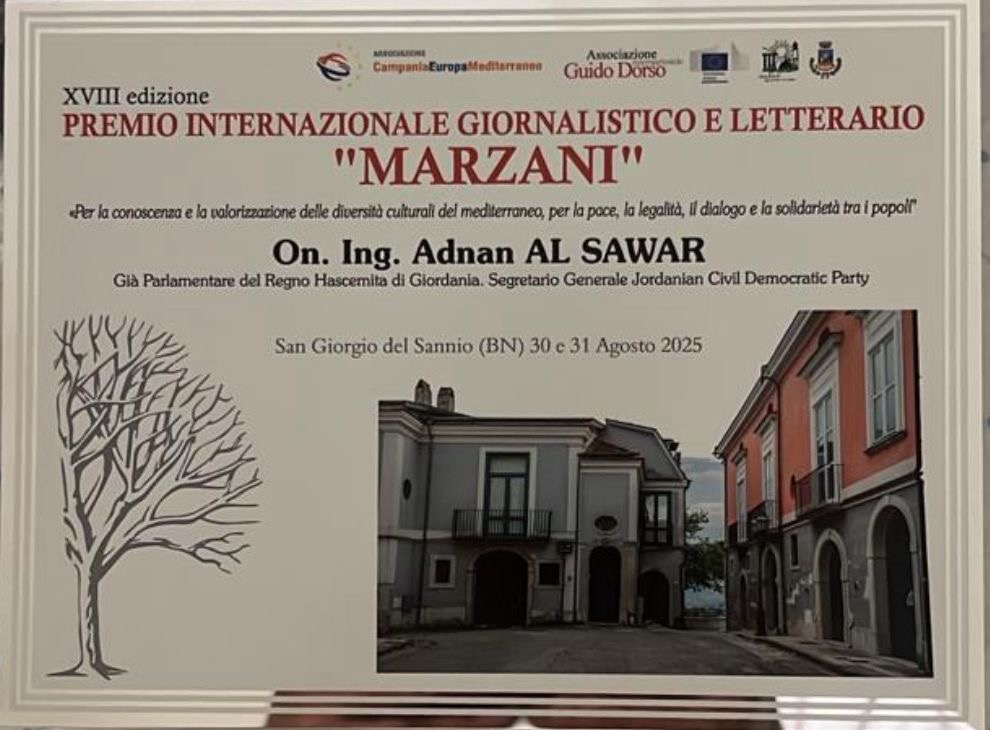 ASSOCIAZIONE
CampaniaEuropaMediterraneo
Associazione
Guido Dorso
XVIII edizione
PREMIO INTERNAZIONALE GIORNALISTICO E LETTERARIO
"MARZANI"
«Per la conoscenza e la valorizzazione delle diversità culturali del mediterraneo, per la pace, la legalità, il dialogo e la solidarietà tra i popoli"
On. Ing. Adnan AL SAWAR
Già Parlamentare del Regno Hascemita di Giordania. Segretario Generale Jordanian Civil Democratic Party
San Giorgio del Sannio (BN) 30 e 31 Agosto 2025